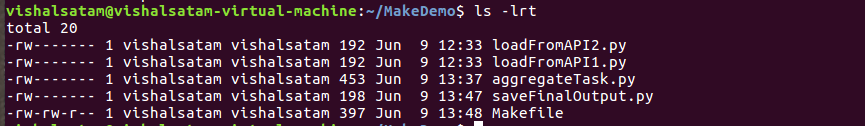 vishalsatam@vishalsatam-virtual-machine:~/MakeDemo$ ls -lrt
total 20
-rw------- 1 vishalsatam vishalsatam 192 Jun  9 12:33 loadFromAPI2.py
-rw------- 1 vishalsatam vishalsatam 192 Jun  9 12:33 loadFromAPI1.py
-rw------- 1 vishalsatam vishalsatam 453 Jun  9 13:37 aggregateTask.py
-rw------- 1 vishalsatam vishalsatam 198 Jun  9 13:47 saveFinalOutput.py
-rw-rw-r-- 1 vishalsatam vishalsatam 397 Jun  9 13:48 Makefile